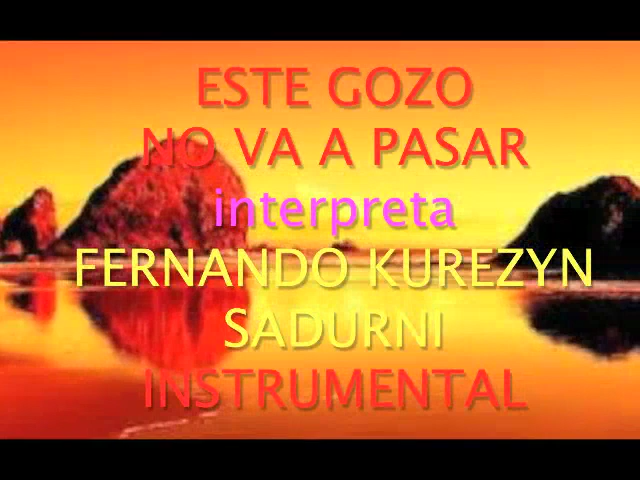 ESTE GOZO
NO VA A PASAR
interpreta
FERNANDO KUREZYN
SADURNI
INSTRUMENTAL